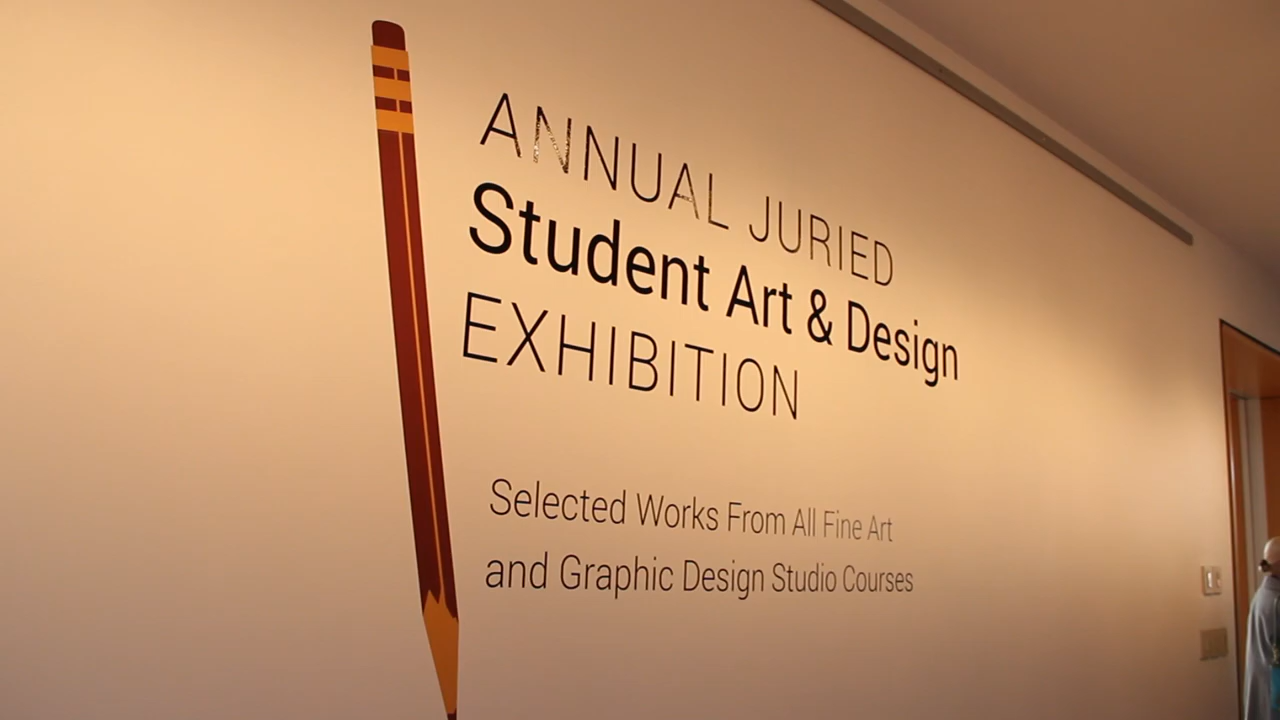 ANNUAL JURIED
Student Art & Design
EXHIBITION
Selected Works From All Fine Art
and Graphic Design Studio Courses